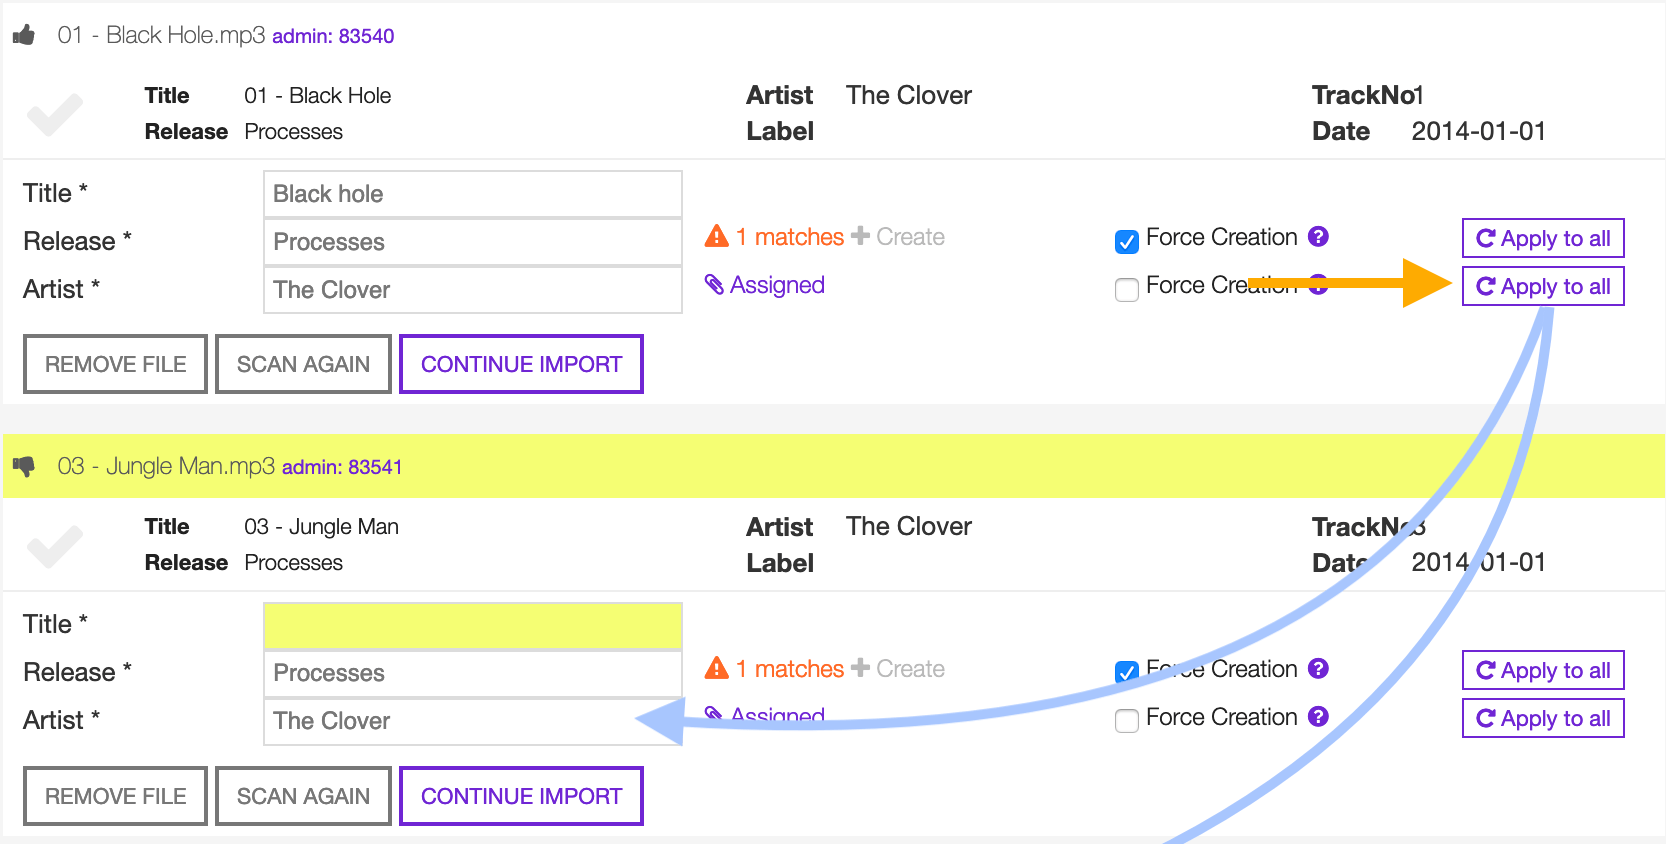 01 - Black Hole.mp3 admin: 83540
Title 01 - Black Hole Artist The Clover TrackNo 1
Release Processes Label Date 2014-01-01
Title * Black hole
Release * Processes 1 matches Create Force Creation ? Apply to all
Artist * The Clover Assigned Force Creation ? Apply to all
REMOVE FILE SCAN AGAIN CONTINUE IMPORT
03 - Jungle Man.mp3 admin: 83541
Title 03 - Jungle Man Artist The Clover TrackNo 3
Release Processes Label Date 2014-01-01
Title *
Release * Processes 1 matches Create Force Creation ? Apply to all
Artist * The Clover Assigned Force Creation ? Apply to all
REMOVE FILE SCAN AGAIN CONTINUE IMPORT